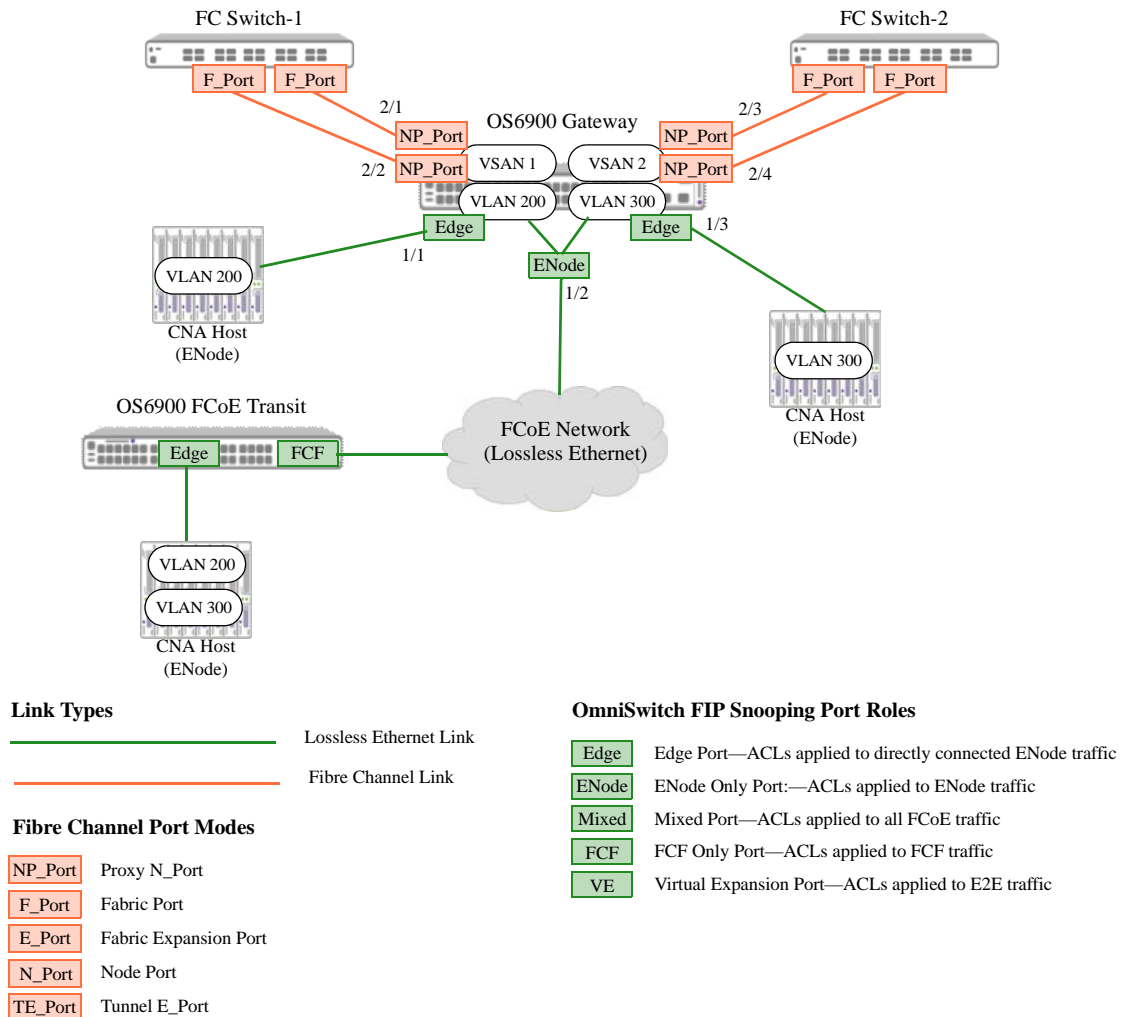 FC Switch-1
FC Switch-2
F_Port
F_Port
F_Port
F_Port
2/1
2/3
OS6900 Gateway
NP_Port
NP_Port
2/2
NP_Port
VSAN 1
VSAN 2
NP_Port
2/4
VLAN 200
VLAN 300
Edge
Edge
1/3
1/1
ENode
1/2
VLAN 200
CNA Host
(ENode)
VLAN 300
CNA Host
(ENode)
OS6900 FCoE Transit
Edge
FCF
FCoE Network
(Lossless Ethernet)
VLAN 200
VLAN 300
CNA Host
(ENode)
Link Types
Lossless Ethernet Link
Fibre Channel Link
Fibre Channel Port Modes
NP_Port Proxy N_Port
F_Port Fabric Port
E_Port Fabric Expansion Port
N_Port Node Port
TE_Port Tunnel E_Port
OmniSwitch FIP Snooping Port Roles
Edge Edge Port—ACLs applied to directly connected ENode traffic
ENode ENode Only Port:—ACLs applied to ENode traffic
Mixed Mixed Port—ACLs applied to all FCoE traffic
FCF FCF Only Port—ACLs applied to FCF traffic
VE Virtual Expansion Port—ACLs applied to E2E traffic